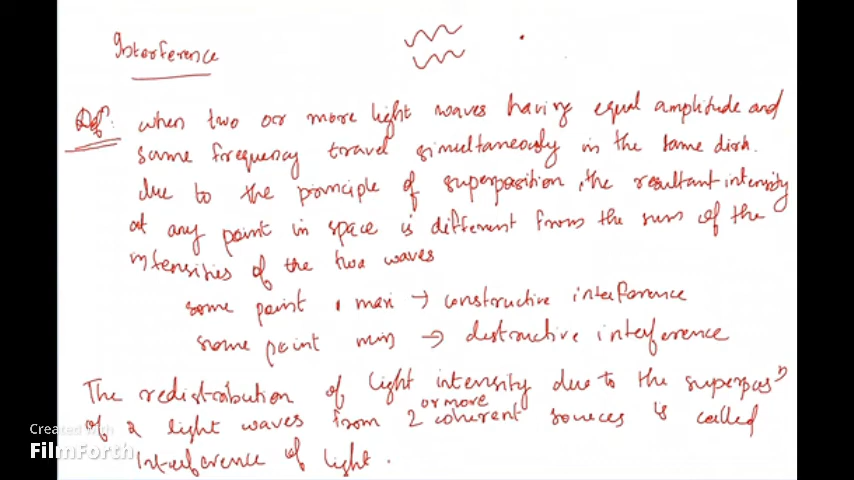 Interference
Defn: when two or more light waves having equal amplitude and
same frequency travel simultaneously in the same dirn.
due to the principle of superposition, the resultant intensity
at any point in space is different from the sum of the
intensities of the two waves
some point , maxi → constructive interference
some point min → destructive interference
The redistribution of light intensity due to the superposn
or more
of 2 light waves from 2 coherent sources is called
interference of light.
Created with
FilmForth